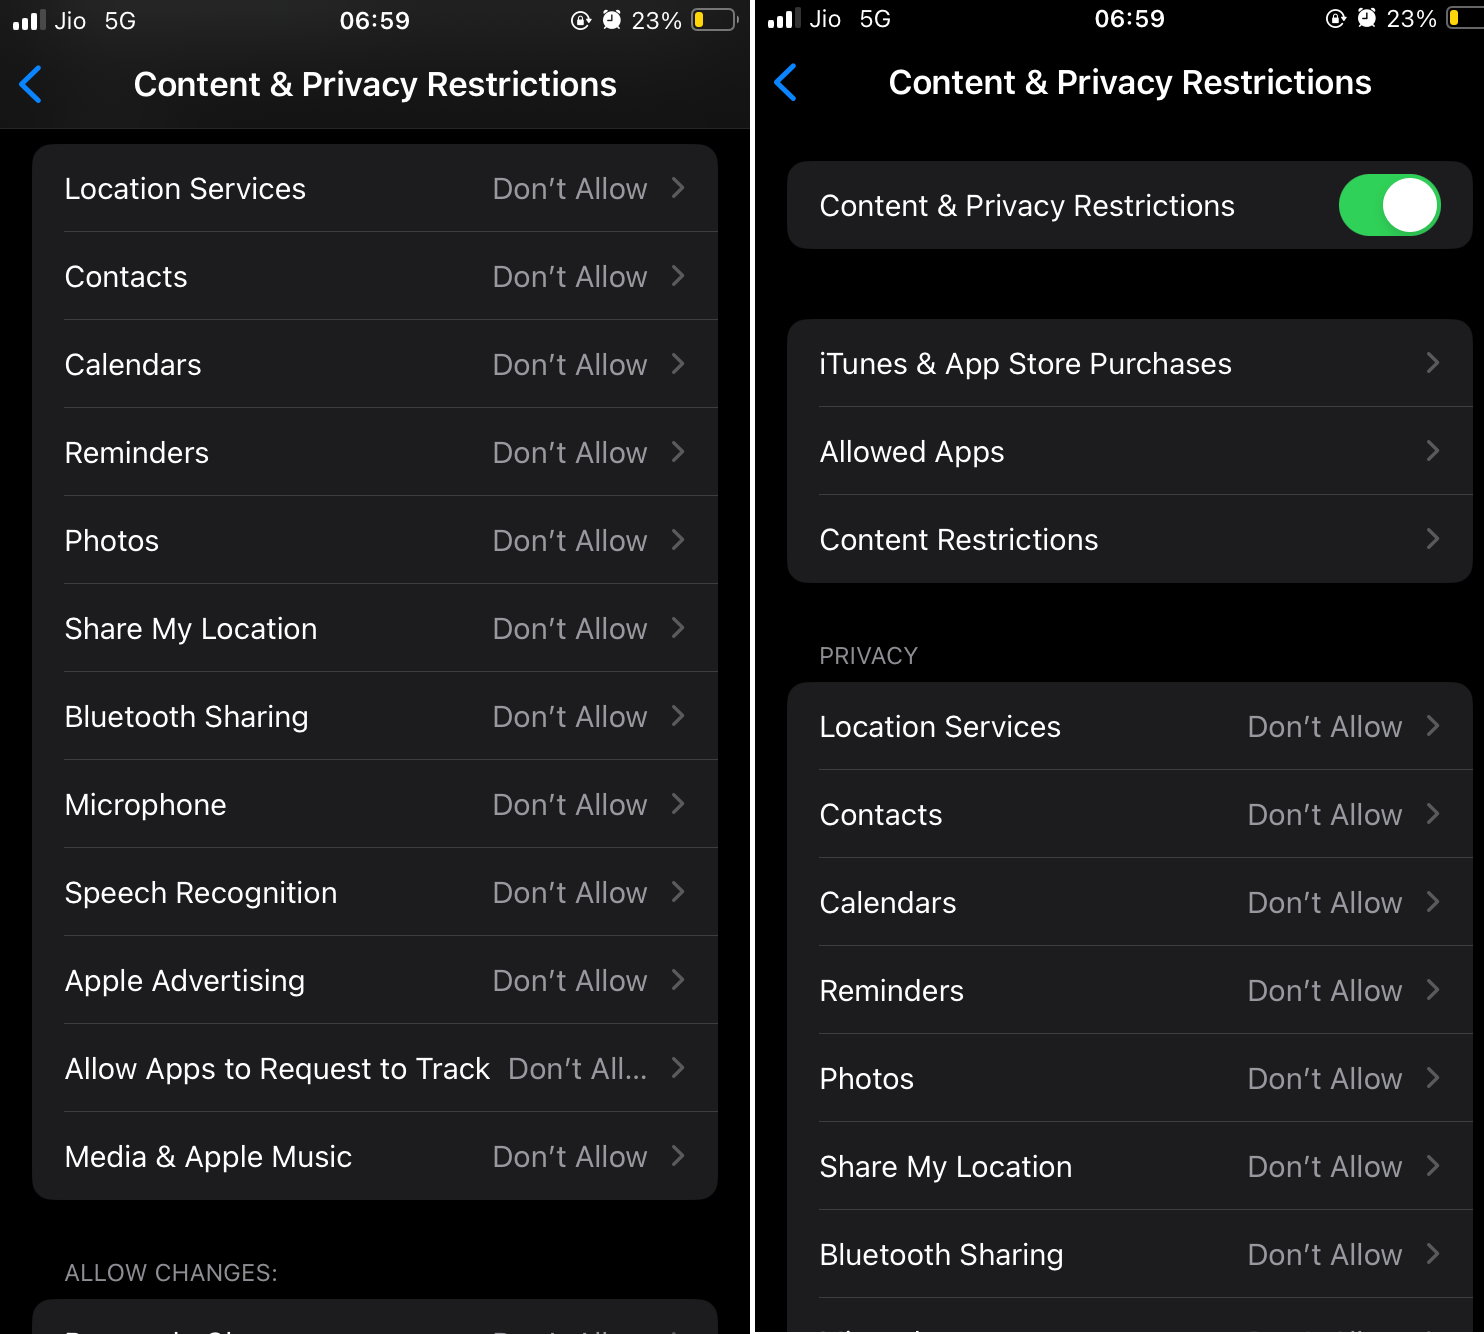 Jio 5G
06:59
23%
Content & Privacy Restrictions
Location Services Don’t Allow
Contacts Don’t Allow
Calendars Don’t Allow
Reminders Don’t Allow
Photos Don’t Allow
Share My Location Don’t Allow
Bluetooth Sharing Don’t Allow
Microphone Don’t Allow
Speech Recognition Don’t Allow
Apple Advertising Don’t Allow
Allow Apps to Request to Track Don’t All...
Media & Apple Music Don’t Allow
ALLOW CHANGES:
Jio 5G
06:59
23%
Content & Privacy Restrictions
Content & Privacy Restrictions
iTunes & App Store Purchases
Allowed Apps
Content Restrictions
PRIVACY
Location Services Don’t Allow
Contacts Don’t Allow
Calendars Don’t Allow
Reminders Don’t Allow
Photos Don’t Allow
Share My Location Don’t Allow
Bluetooth Sharing Don’t Allow